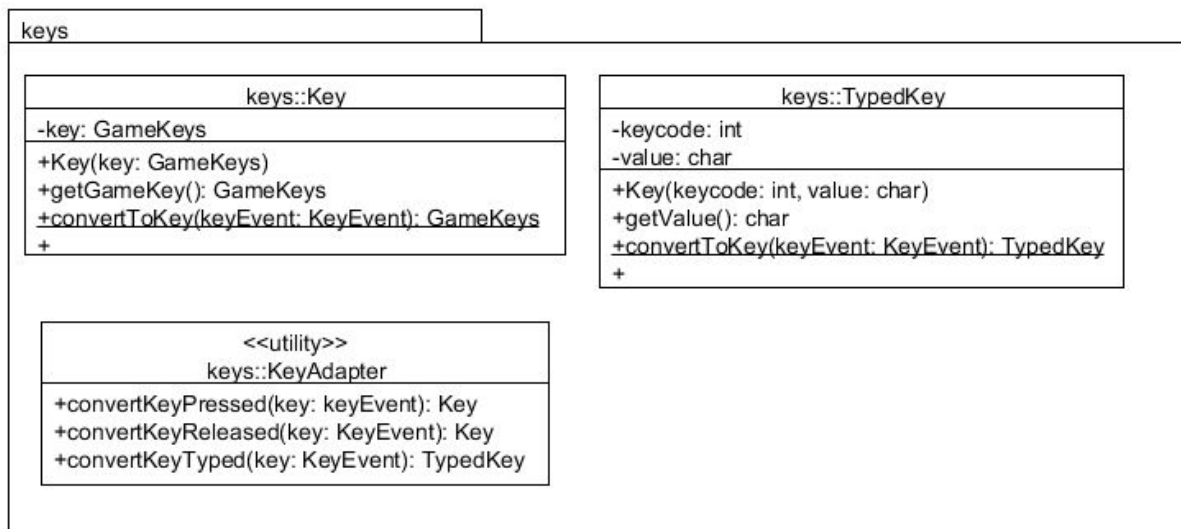 keys
keys::Key
-key: GameKeys
+Key(key: GameKeys)
+getGameKey(): GameKeys
+convertToKey(keyEvent: KeyEvent): GameKeys
+
keys::TypedKey
-keycode: int
-value: char
+Key(keycode: int, value: char)
+getValue(): char
+convertToKey(keyEvent: KeyEvent): TypedKey
+
<<utility>>
keys::KeyAdapter
+convertKeyPressed(key: keyEvent): Key
+convertKeyReleased(key: KeyEvent): Key
+convertKeyTyped(key: KeyEvent): TypedKey